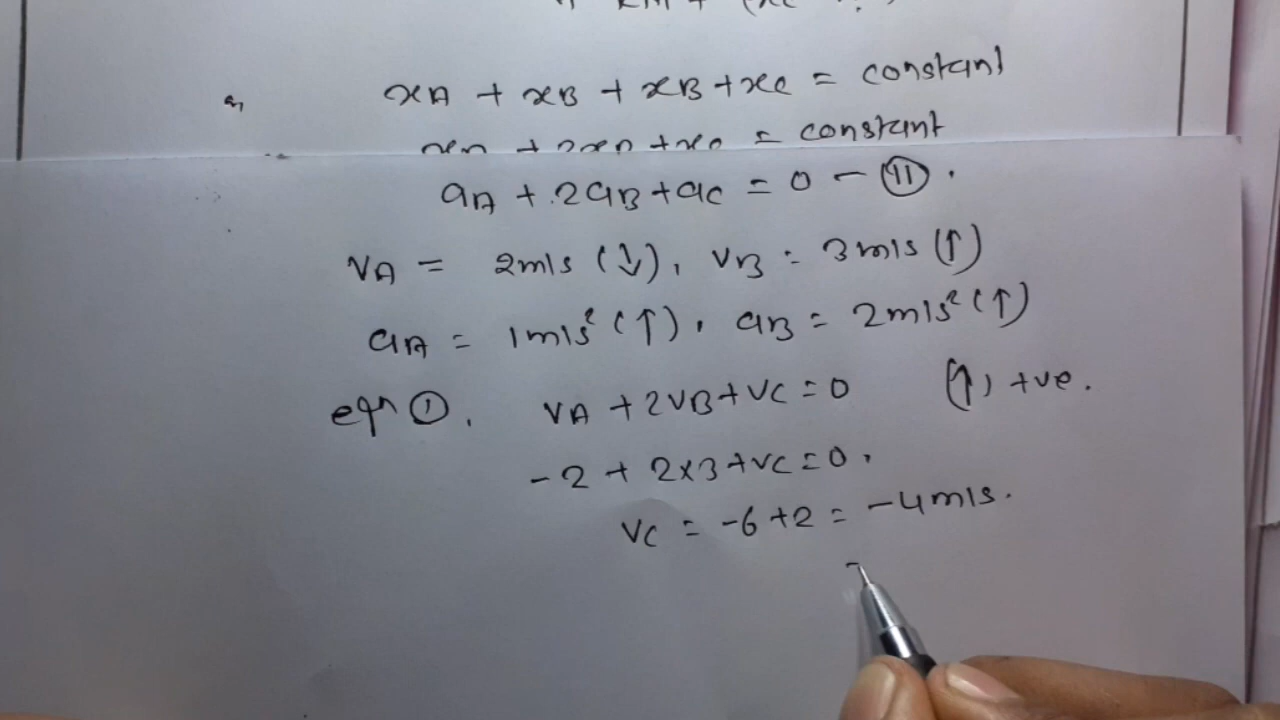 xA + xB + xB + xC = constant
= constant
aA + 2aB + aC = 0 - (II).
VA = 2m/s (↓), VB = 3m/s (↑)
aA = 1m/s² (↑), aB = 2m/s² (↑)
eqn ①. VA + 2VB + VC = 0 (↑) +ve.
-2 + 2×3 + VC = 0.
VC = -6 + 2 = -4m/s.